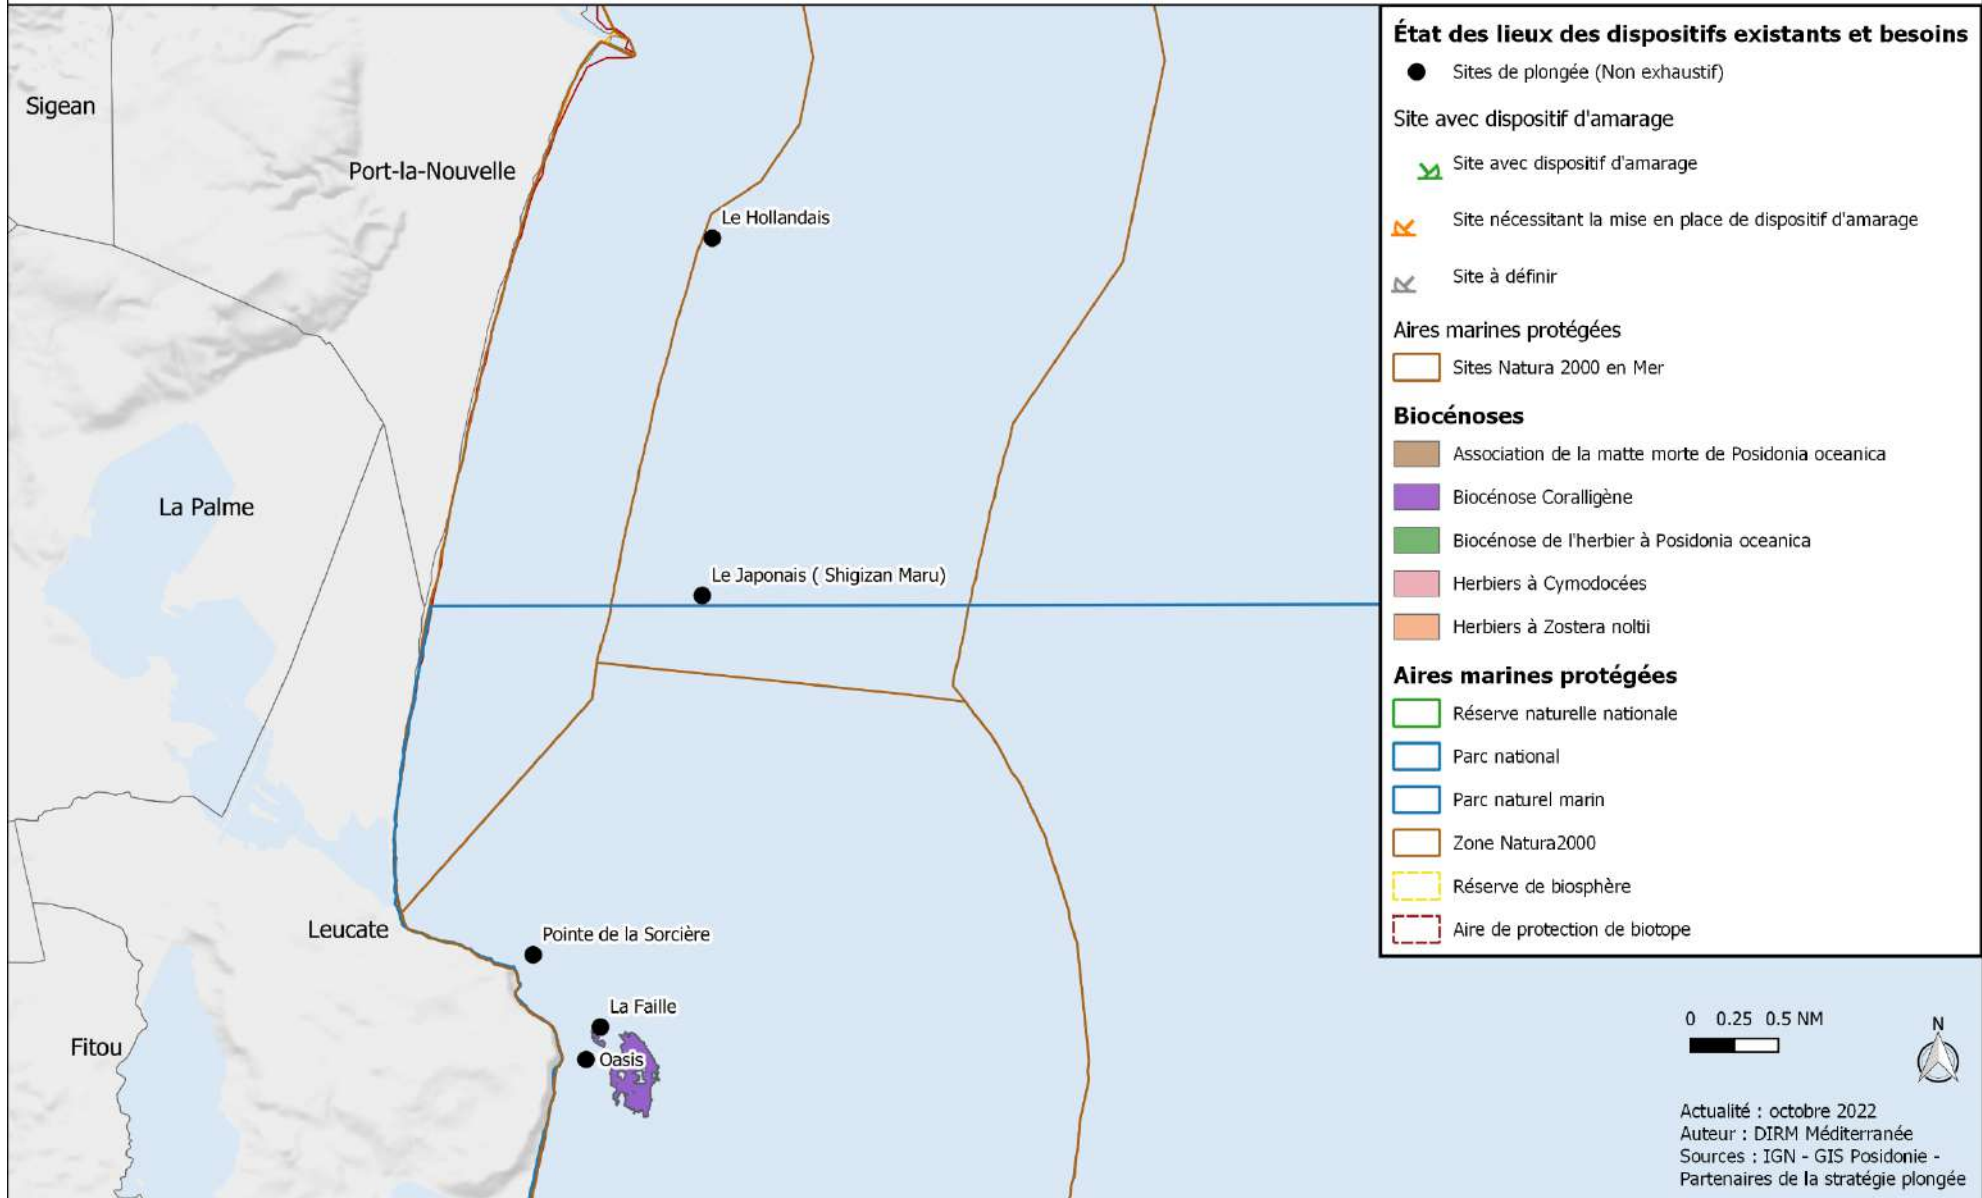 Sigean
Port-la-Nouvelle
Le Hollandais
La Palme
Le Japonais ( Shigizan Maru)
Leucate
Pointe de la Sorcière
La Faille
Fitou
Oasis
1
État des lieux des dispositifs existants et besoins
Sites de plongée (Non exhaustif)
Site avec dispositif d'amarage
Site avec dispositif d'amarage
Site nécessitant la mise en place de dispositif d'amarage
Site à définir
Aires marines protégées
Sites Natura 2000 en Mer
Biocénoses
Association de la matte morte de Posidonia oceanica
Biocénose Coralligène
Biocénose de l'herbier à Posidonia oceanica
Herbiers à Cymodocées
Herbiers à Zostera noltii
Aires marines protégées
Réserve naturelle nationale
Parc national
Parc naturel marin
Zone Natura2000
Réserve de biosphère
Aire de protection de biotope
0 0.25 0.5 NM
N
Actualité : octobre 2022
Auteur : DIRM Méditerranée
Sources : IGN - GIS Posidonie -
Partenaires de la stratégie plongée